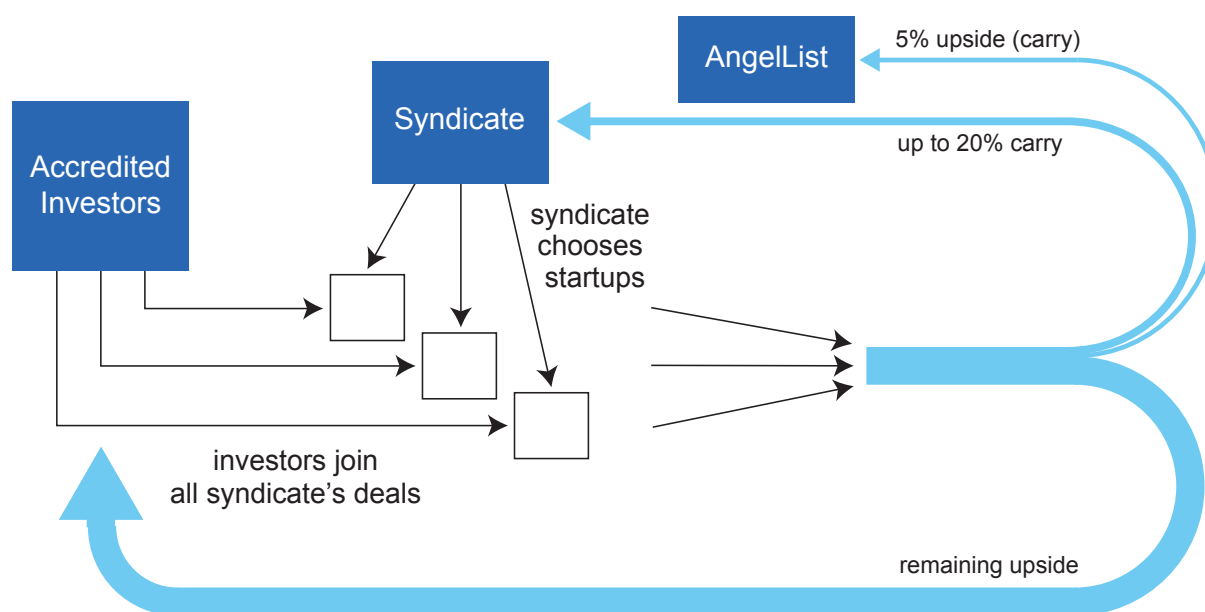 5% upside (carry)
AngelList
Syndicate
up to 20% carry
Accredited
Investors
syndicate
chooses
startups
investors join
all syndicate’s deals
remaining upside